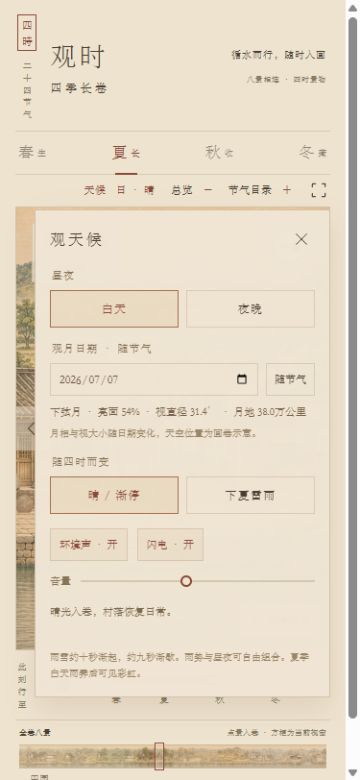 四時
二十四节气
观时
四季长卷
循水而行，随时入画
八景相连 · 四时景物
春生 夏长 秋收 冬藏
天候 日 · 晴 总览 − 节气目录 +
观天候
昼夜
白天 夜晚
观月日期 · 随节气
2026/07/07 随节气
下弦月 · 亮面 54% · 视直径 31.4′ · 月地 38.0万公里
月相与视大小随日期变化，天空位置为画卷示意。
随四时而变
晴 / 渐停 下夏雷雨
环境声 · 开 闪电 · 开
音量
晴光入卷，村落恢复日常。
雨雪约十秒渐起，约九秒渐歇。雨势与昼夜可自由组合。夏季
白天雨霁后可见彩虹。
此刻行至
春 夏 秋 冬
全卷八景 点景入卷 · 方框为当前视窗